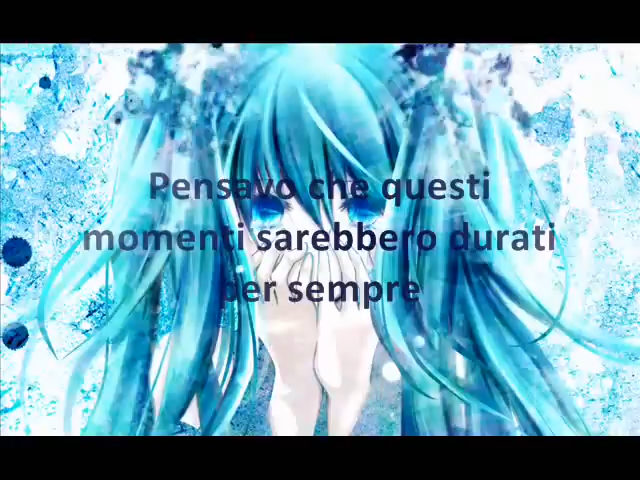 Pensavo che questi
momenti sarebbero durati
per sempre